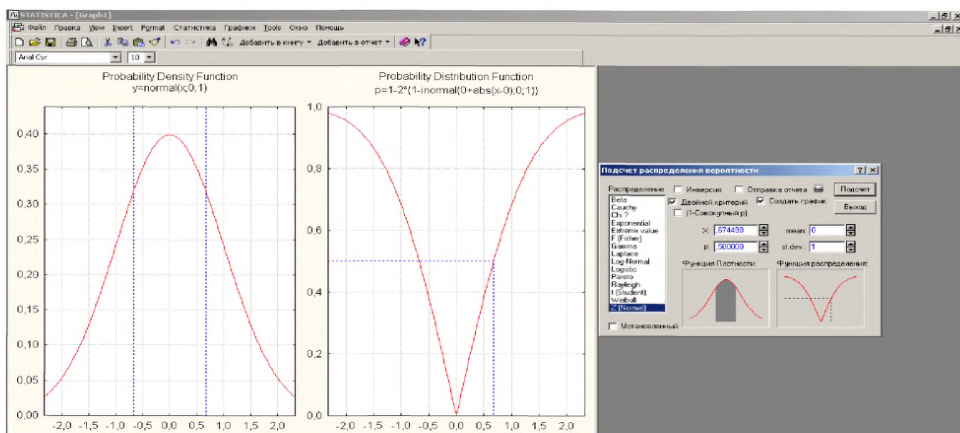 STATISTICA - [Graph1]
Файл Правка View Insert Format Статистика Графики Tools Окно Помощь
Добавить в книгу Добавить в отчет
Arial Cyr 10
Probability Density Function
y=normal(x;0;1)
0,40
0,35
0,30
0,25
0,20
0,15
0,10
0,05
0,00
-2,0 -1,5 -1,0 -0,5 0,0 0,5 1,0 1,5 2,0
Probability Distribution Function
p=1-2*(1-inormal(0+abs(x-0);0;1))
1,0
0,8
0,6
0,4
0,2
0,0
-2,0 -1,5 -1,0 -0,5 0,0 0,5 1,0 1,5 2,0
Подсчет распределения вероятности
Распределение
Beta
Cauchy
Chi ?
Exponential
Extreme value
F (Fisher)
Gamma
Laplace
Log-Normal
Logistic
Pareto
Rayleigh
t (Student)
Weibull
Z (Normal)
Инверсия Отправка отчета
Двойной критерий Создать график
(1-Совокупный p)
Подсчет
Выход
X: ,674490 mean: 0
p: ,500000 st.dev.: 1
Функция Плотности: Функция распределения: